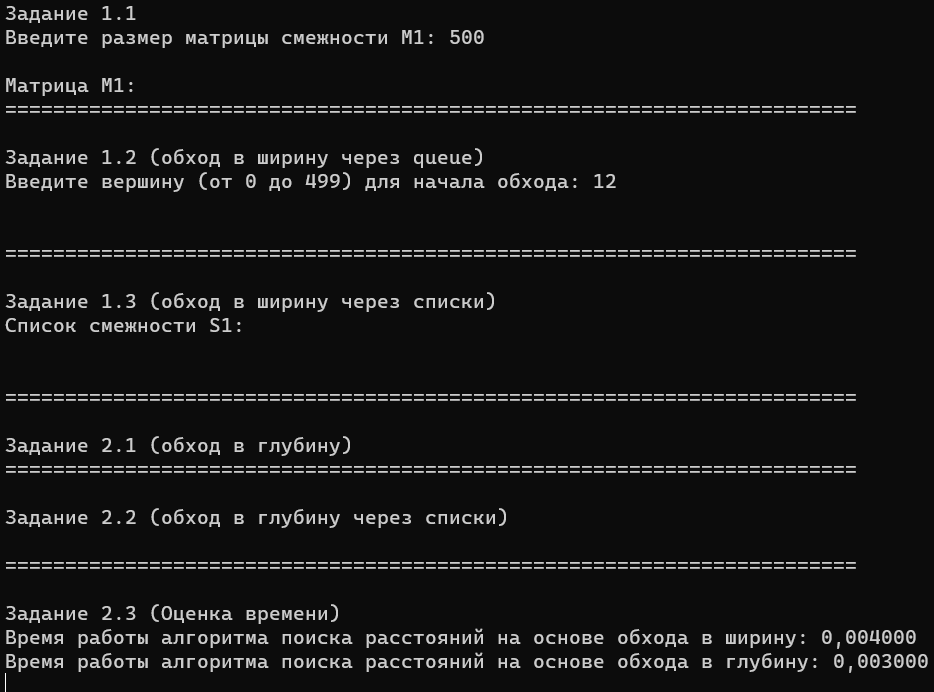 Задание 1.1
Введите размер матрицы смежности M1: 500
Матрица M1:
=======================================================================
Задание 1.2 (обход в ширину через queue)
Введите вершину (от 0 до 499) для начала обхода: 12
=======================================================================
Задание 1.3 (обход в ширину через списки)
Список смежности S1:
=======================================================================
Задание 2.1 (обход в глубину)
=======================================================================
Задание 2.2 (обход в глубину через списки)
=======================================================================
Задание 2.3 (Оценка времени)
Время работы алгоритма поиска расстояний на основе обхода в ширину: 0,004000
Время работы алгоритма поиска расстояний на основе обхода в глубину: 0,003000